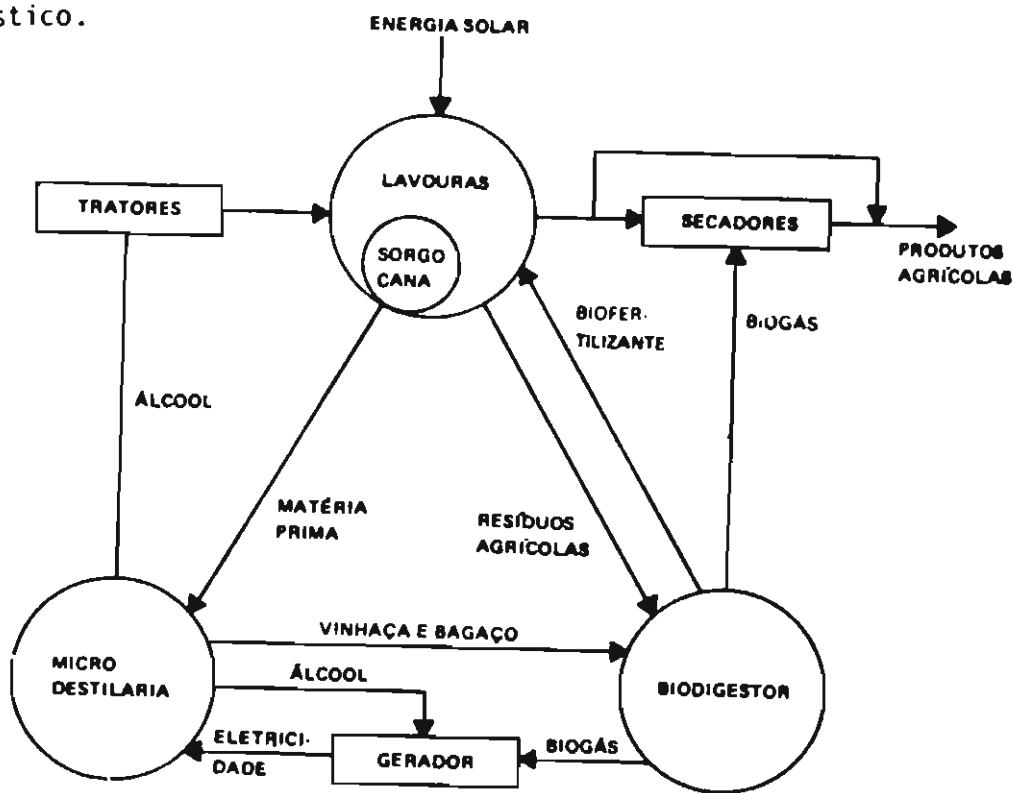 stico.
ENERGIA SOLAR
LAVOURAS
TRATORES
SECADORES
SORGO
CANA
PRODUTOS
AGRÍCOLAS
BIOFER-
TILIZANTE
BIOGÁS
ÁLCOOL
MATÉRIA
PRIMA
RESÍDUOS
AGRÍCOLAS
VINHAÇA E BAGAÇO
MICRO
DESTILARIA
ÁLCOOL
BIODIGESTOR
ELETRICI-
DADE
GERADOR
BIOGÁS